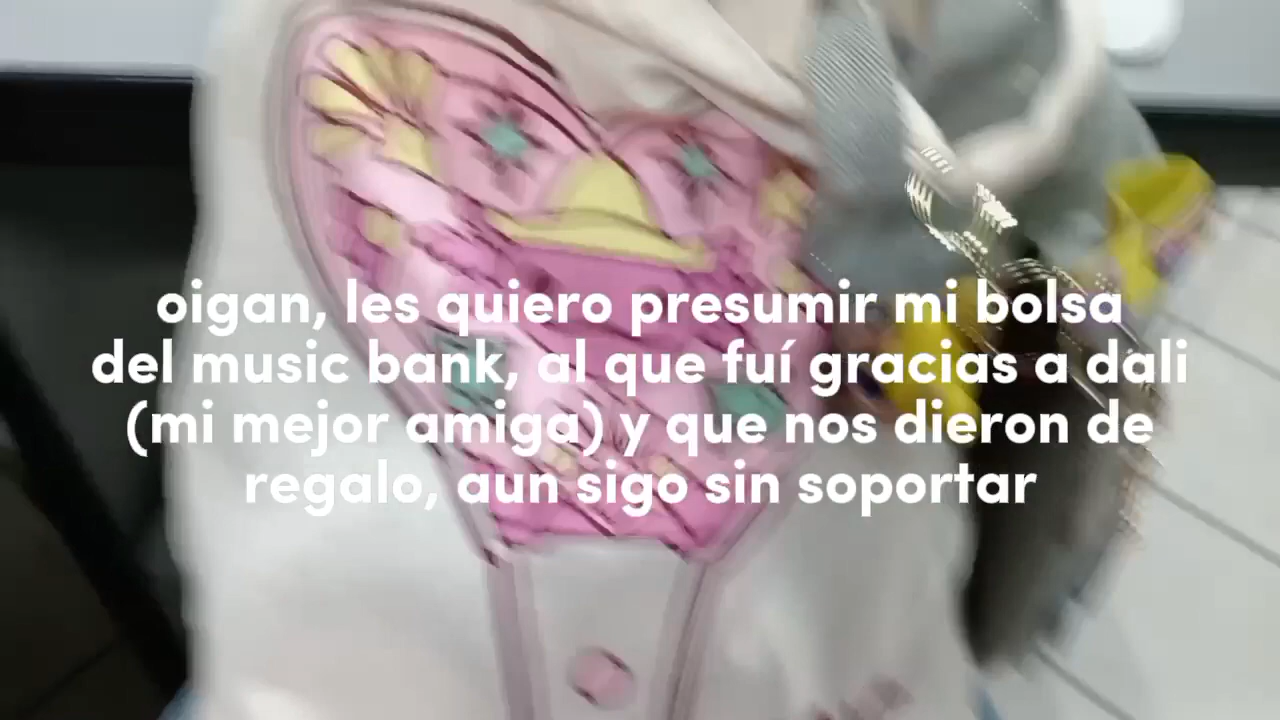 oigan, les quiero presumir mi bolsa
del music bank, al que fuí gracias a dali
(mi mejor amiga) y que nos dieron de
regalo, aun sigo sin soportar